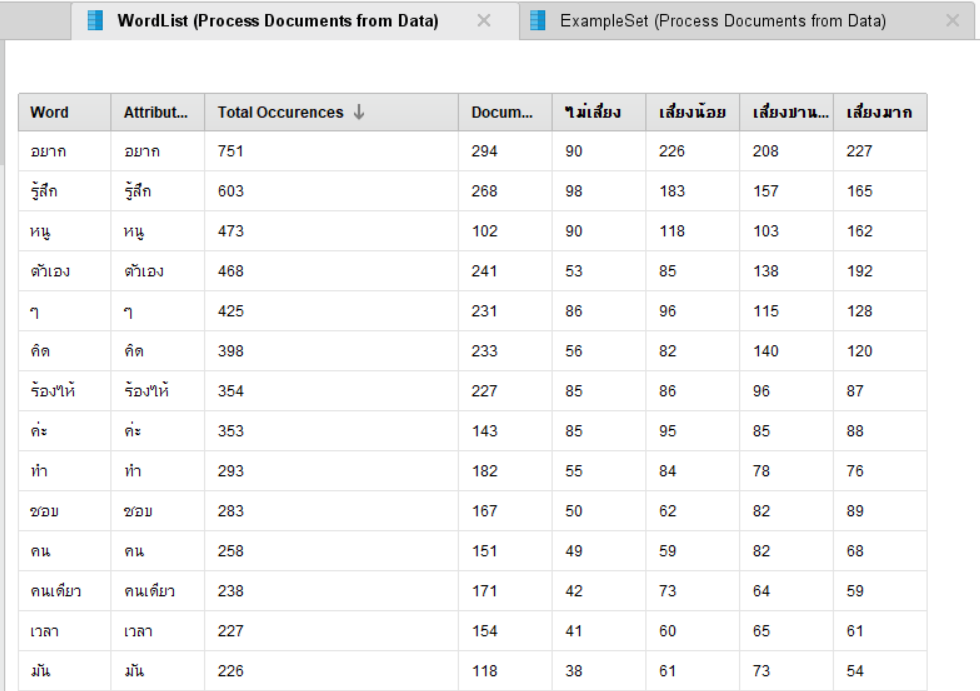 WordList (Process Documents from Data) ExampleSet (Process Documents from Data)
Word Attribut... Total Occurences Docum... ไม่เสี่ยง เสี่ยงน้อย เสี่ยงปาน... เสี่ยงมาก
อยาก อยาก 751 294 90 226 208 227
รู้สึก รู้สึก 603 268 98 183 157 165
หนู หนู 473 102 90 118 103 162
ตัวเอง ตัวเอง 468 241 53 85 138 192
ๆ ๆ 425 231 86 96 115 128
คิด คิด 398 233 56 82 140 120
ร้องไห้ ร้องไห้ 354 227 85 86 96 87
ค่ะ ค่ะ 353 143 85 95 85 88
ทำ ทำ 293 182 55 84 78 76
ชอบ ชอบ 283 167 50 62 82 89
คน คน 258 151 49 59 82 68
คนเดียว คนเดียว 238 171 42 73 64 59
เวลา เวลา 227 154 41 60 65 61
มัน มัน 226 118 38 61 73 54